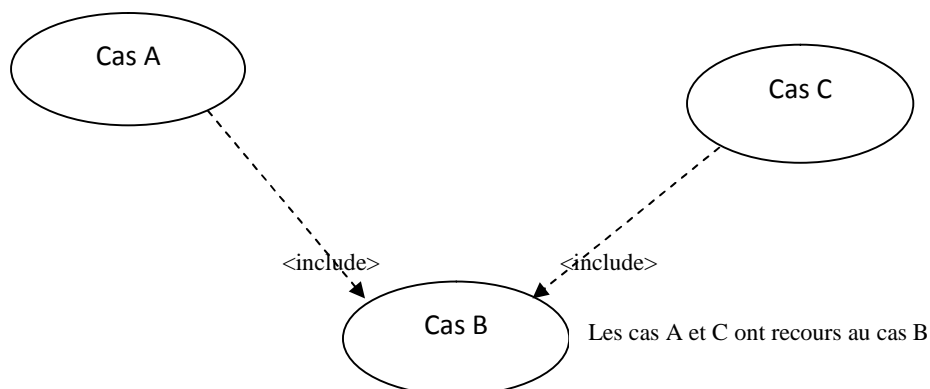 Cas A
Cas C
<include>
<include>
Cas B
Les cas A et C ont recours au cas B